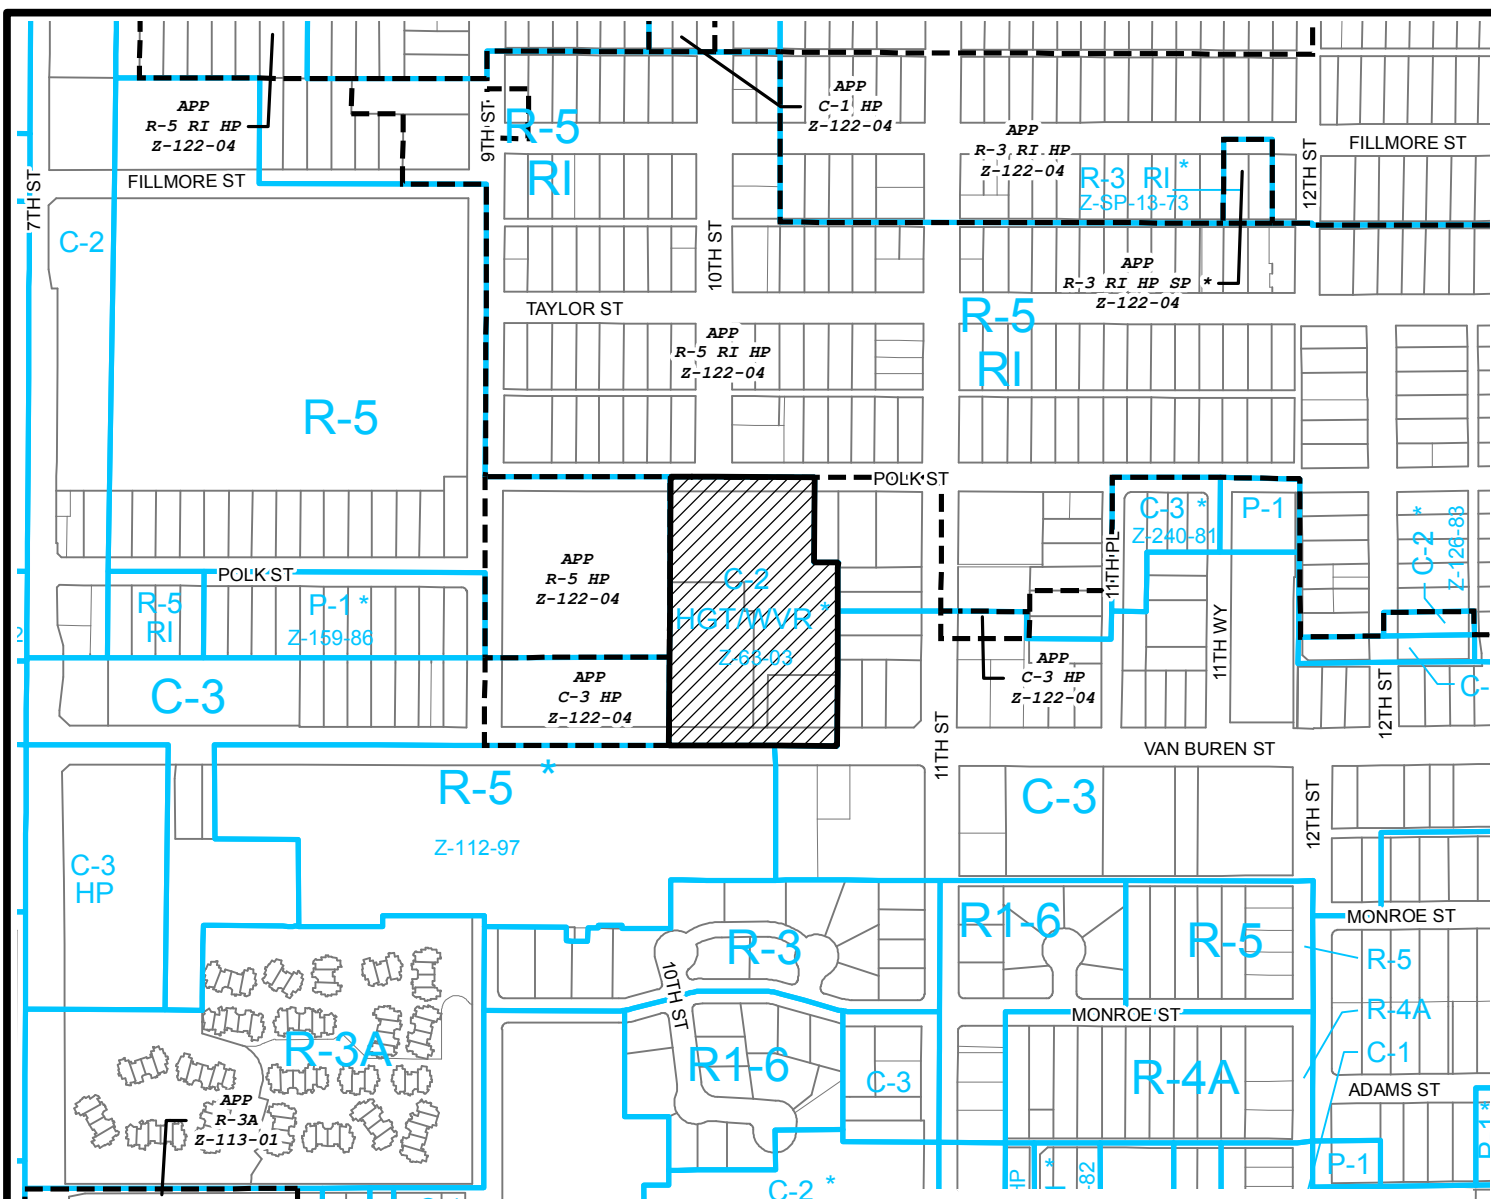 APP
R-5 RI HP
Z-122-04
APP
C-1 HP
Z-122-04
9TH ST
R-5
RI
APP
R-3 RI HP
Z-122-04
R-3 RI *
Z-SP-13-73
12TH ST
FILLMORE ST
7TH ST
FILLMORE ST
C-2
10TH ST
APP
R-3 RI HP SP *
Z-122-04
TAYLOR ST
R-5
RI
APP
R-5 RI HP
Z-122-04
R-5
POLK ST
C-3 *
Z-240-81
P-1
C-2 *
Z-126-83
11TH PL
APP
R-5 HP
Z-122-04
POLK ST
R-5
RI
P-1 *
Z-159-86
C-2
HGT/WVR *
Z-63-03
11TH WY
C-3
APP
C-3 HP
Z-122-04
APP
C-3 HP
Z-122-04
12TH ST
C-
11TH ST
VAN BUREN ST
R-5 *
Z-112-97
C-3
12TH ST
C-3
HP
R-3
R1-6
R-5
MONROE ST
R-5
10TH ST
R-3A
R1-6
C-3
MONROE ST
R-4A
R-4A
C-1
ADAMS ST
APP
R-3A
Z-113-01
P-1
P-1 *
C-2 *
HP
*
-82